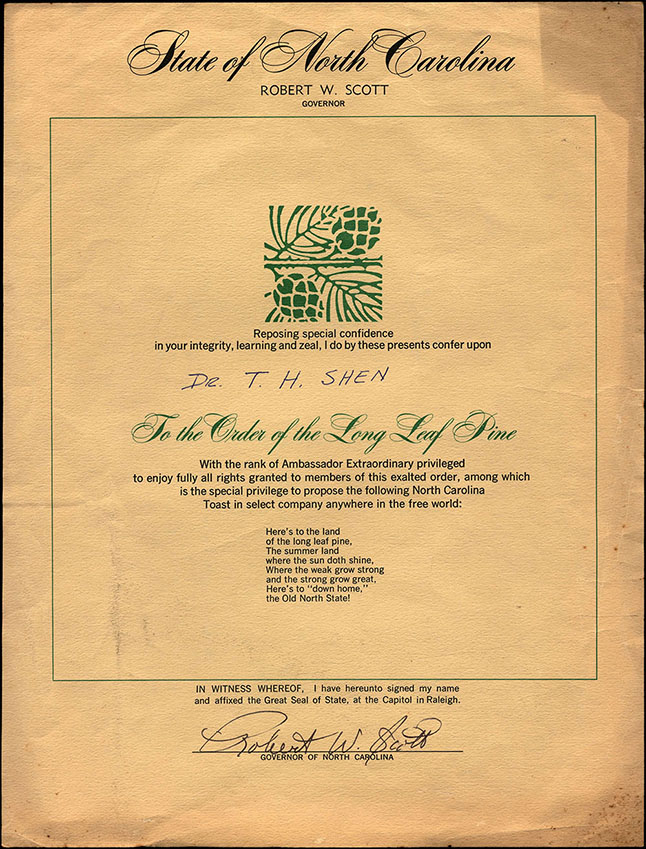 State of North Carolina
ROBERT W. SCOTT
GOVERNOR
Reposing special confidence
in your integrity, learning and zeal, I do by these presents confer upon
DR. T. H. SHEN
To the Order of the Long Leaf Pine
With the rank of Ambassador Extraordinary privileged
to enjoy fully all rights granted to members of this exalted order, among which
is the special privilege to propose the following North Carolina
Toast in select company anywhere in the free world:
Here's to the land
of the long leaf pine,
The summer land
where the sun doth shine,
Where the weak grow strong
and the strong grow great,
Here's to "down home,"
the Old North State!
IN WITNESS WHEREOF, I have hereunto signed my name
and affixed the Great Seal of State, at the Capitol in Raleigh.
Robert W. Scott
GOVERNOR OF NORTH CAROLINA